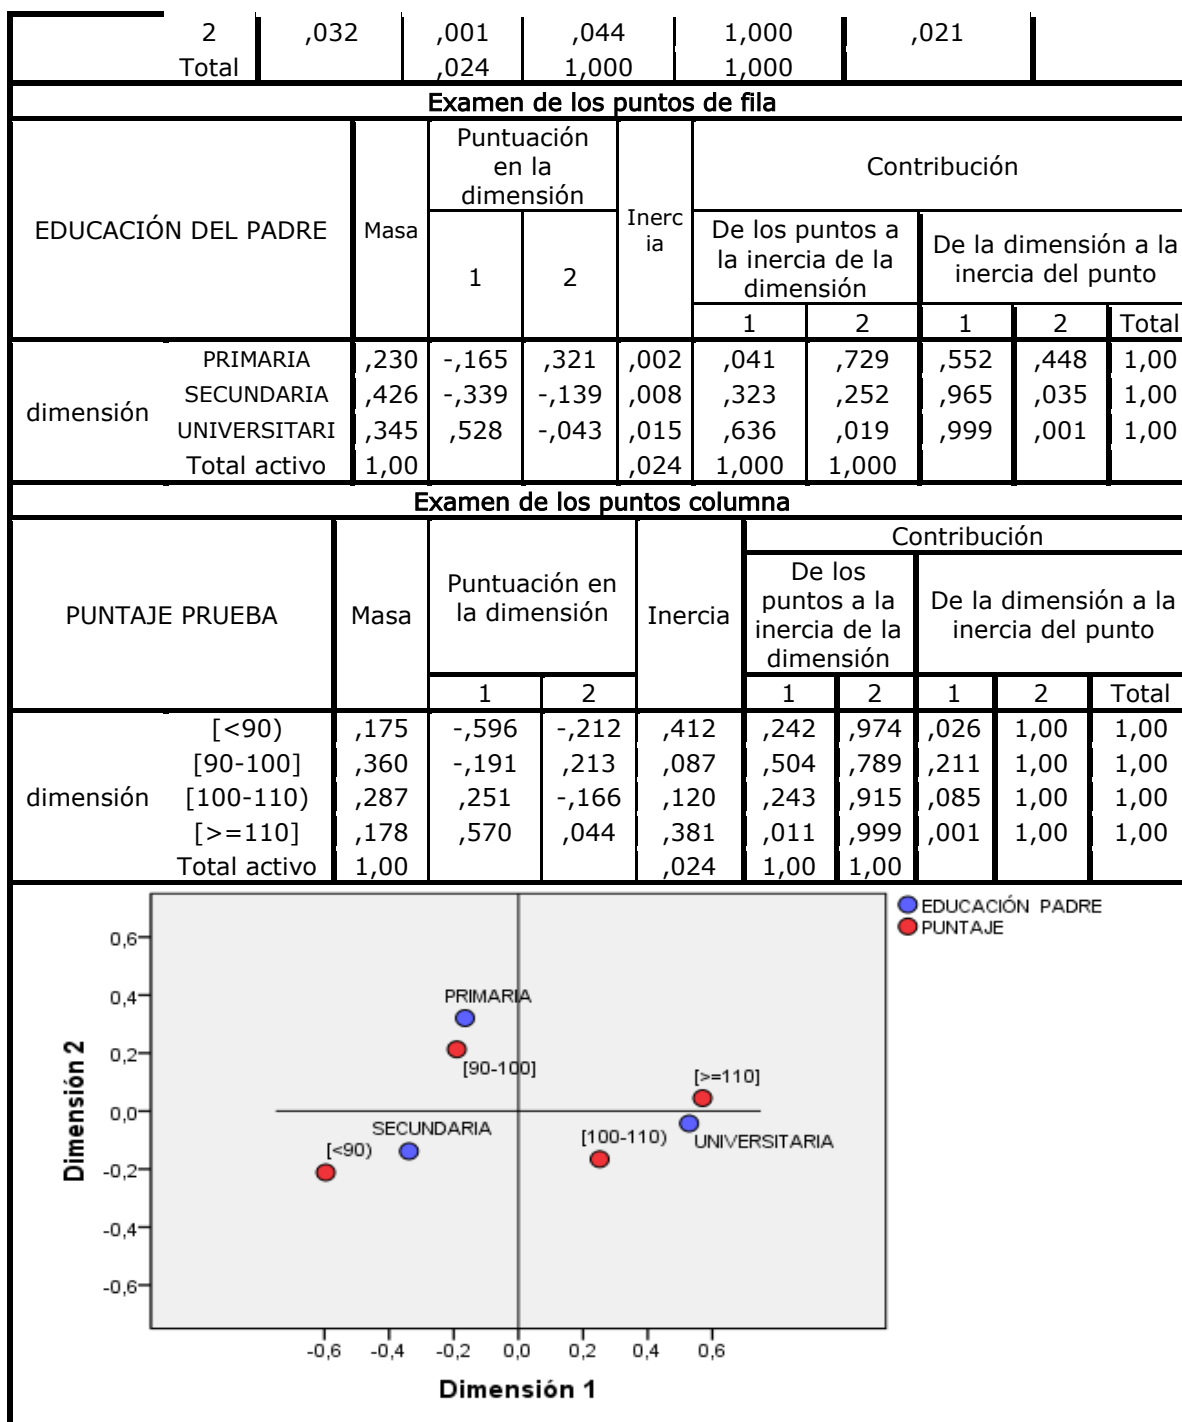 2 ,032 ,001 ,044 1,000 ,021
Total ,024 1,000 1,000
Examen de los puntos de fila
EDUCACIÓN DEL PADRE Masa Puntuación en la dimensión Inercia Contribución
De los puntos a la inercia de la dimensión De la dimensión a la inercia del punto
1 2 1 2 1 2 Total
dimensión PRIMARIA ,230 -,165 ,321 ,002 ,041 ,729 ,552 ,448 1,00
SECUNDARIA ,426 -,339 -,139 ,008 ,323 ,252 ,965 ,035 1,00
UNIVERSITARI ,345 ,528 -,043 ,015 ,636 ,019 ,999 ,001 1,00
Total activo 1,00 ,024 1,000 1,000
Examen de los puntos columna
PUNTAJE PRUEBA Masa Puntuación en la dimensión Inercia Contribución
De los puntos a la inercia de la dimensión De la dimensión a la inercia del punto
1 2 1 2 1 2 Total
dimensión [<90) ,175 -,596 -,212 ,412 ,242 ,974 ,026 1,00 1,00
[90-100] ,360 -,191 ,213 ,087 ,504 ,789 ,211 1,00 1,00
[100-110) ,287 ,251 -,166 ,120 ,243 ,915 ,085 1,00 1,00
[>=110] ,178 ,570 ,044 ,381 ,011 ,999 ,001 1,00 1,00
Total activo 1,00 ,024 1,00 1,00
EDUCACIÓN PADRE
PUNTAJE
Dimensión 2
0,6
0,4
0,2
0,0
-0,2
-0,4
-0,6
PRIMARIA
[90-100]
[>=110]
SECUNDARIA
[100-110)
UNIVERSITARIA
[<90)
-0,6 -0,4 -0,2 0,0 0,2 0,4 0,6
Dimensión 1